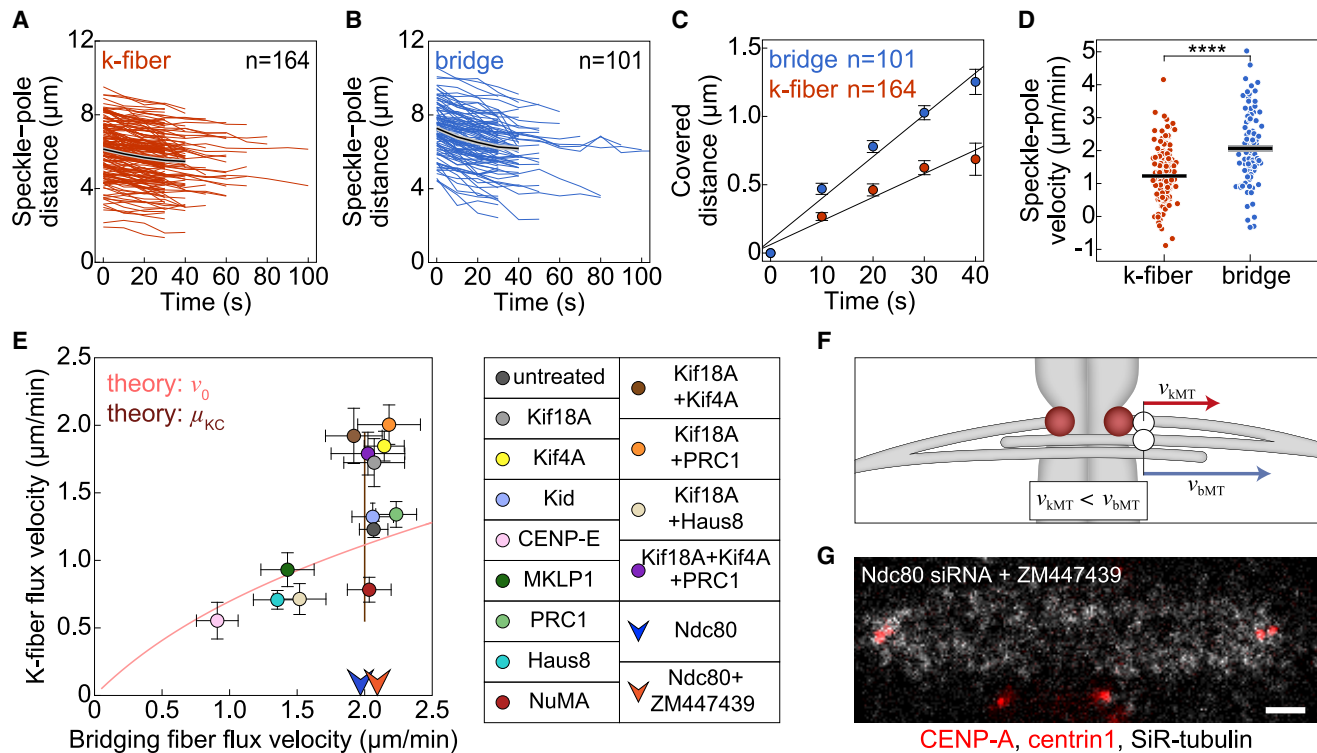 A
12
8
4
0
Speckle–pole
distance (µm)
k-fiber
n=164
0 20 40 60 80 100
Time (s)
B
12
8
4
0
Speckle–pole
distance (µm)
bridge
n=101
0 20 40 60 80 100
Time (s)
C
1.5
1.0
0.5
0
Covered
distance (µm)
bridge n=101
k-fiber n=164
0 10 20 30 40
Time (s)
D
5
4
3
2
1
0
-1
Speckle-pole
velocity (µm/min)
****
k-fiber bridge
E
2.5
2.0
1.5
1.0
0.5
0
K-fiber flux velocity (µm/min)
theory: ν0
theory: µKC
0 0.5 1.0 1.5 2.0 2.5
Bridging fiber flux velocity (µm/min)
untreated
Kif18A
Kif4A
Kid
CENP-E
MKLP1
PRC1
Haus8
NuMA
Kif18A
+Kif4A
Kif18A
+PRC1
Kif18A
+Haus8
Kif18A+Kif4A
+PRC1
Ndc80
Ndc80+
ZM447439
F
νkMT
νkMT < νbMT
νbMT
G
Ndc80 siRNA + ZM447439
CENP-A, centrin1, SiR-tubulin